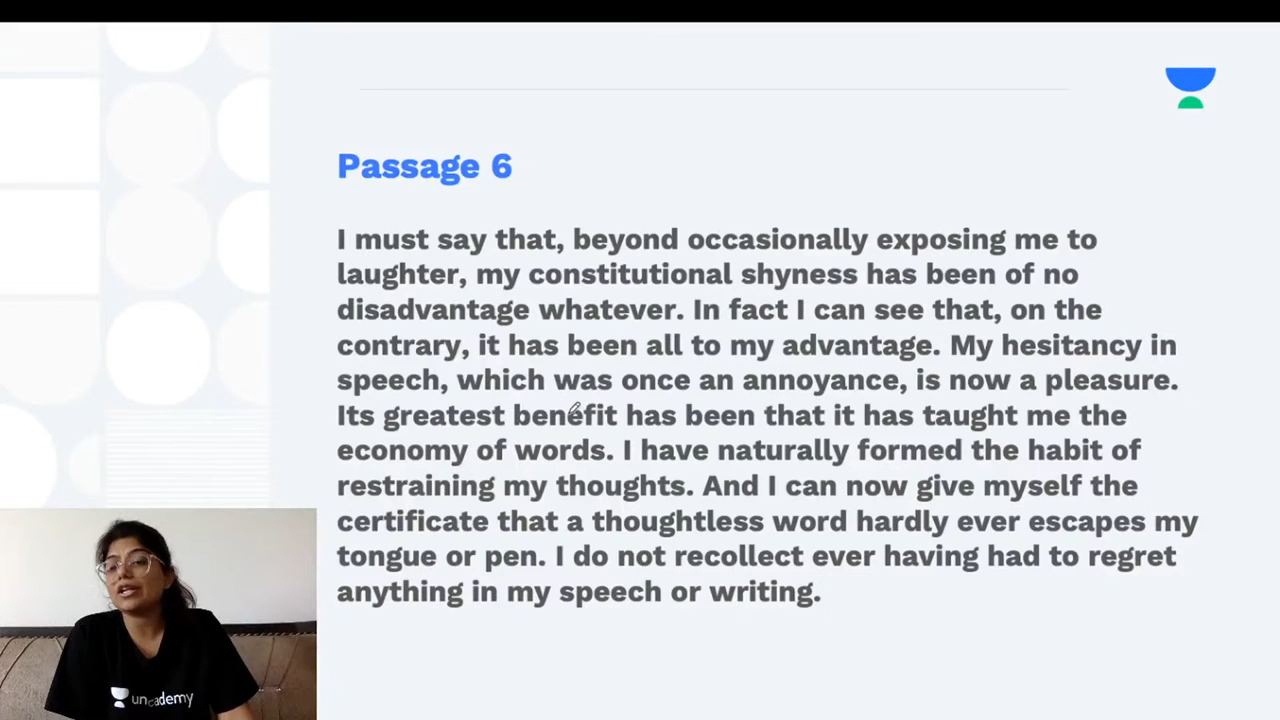 Passage 6
I must say that, beyond occasionally exposing me to
laughter, my constitutional shyness has been of no
disadvantage whatever. In fact I can see that, on the
contrary, it has been all to my advantage. My hesitancy in
speech, which was once an annoyance, is now a pleasure.
Its greatest benefit has been that it has taught me the
economy of words. I have naturally formed the habit of
restraining my thoughts. And I can now give myself the
certificate that a thoughtless word hardly ever escapes my
tongue or pen. I do not recollect ever having had to regret
anything in my speech or writing.
unacademy